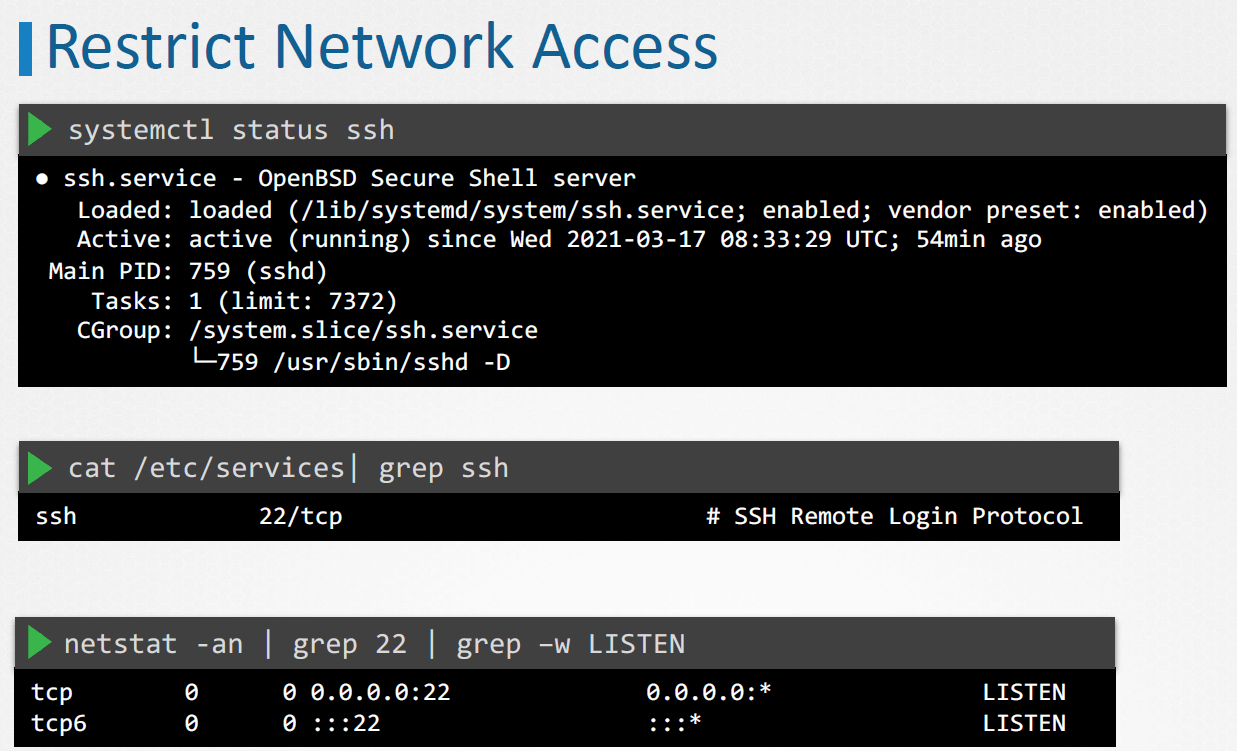 Restrict Network Access
systemctl status ssh
● ssh.service - OpenBSD Secure Shell server
Loaded: loaded (/lib/systemd/system/ssh.service; enabled; vendor preset: enabled)
Active: active (running) since Wed 2021-03-17 08:33:29 UTC; 54min ago
Main PID: 759 (sshd)
Tasks: 1 (limit: 7372)
CGroup: /system.slice/ssh.service
└─759 /usr/sbin/sshd -D
cat /etc/services| grep ssh
ssh 22/tcp # SSH Remote Login Protocol
netstat -an | grep 22 | grep –w LISTEN
tcp 0 0 0.0.0.0:22 0.0.0.0:* LISTEN
tcp6 0 0 :::22 :::* LISTEN